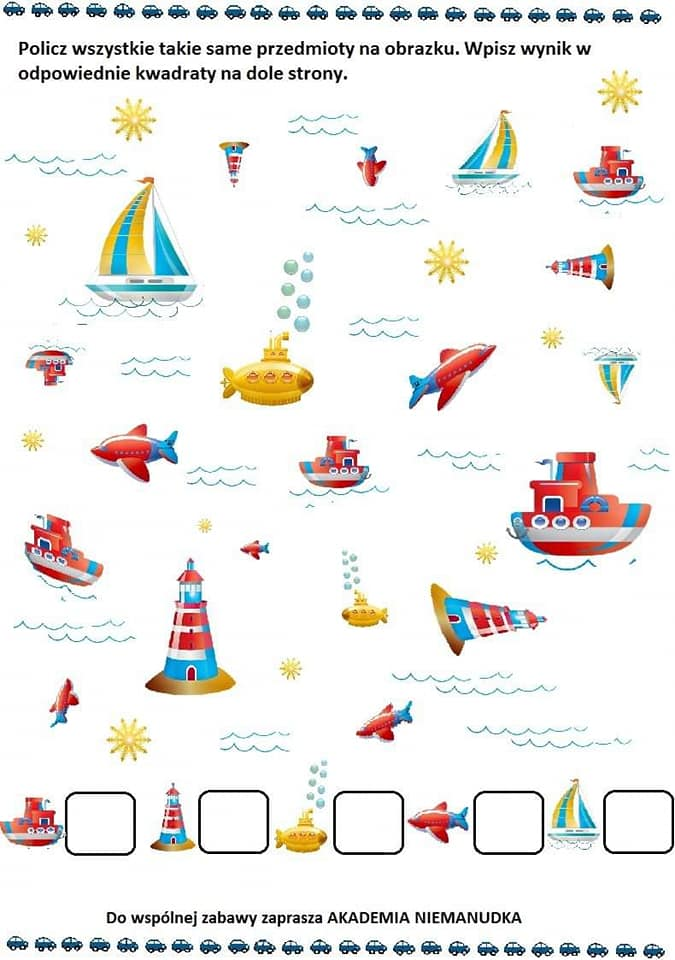 Policz wszystkie takie same przedmioty na obrazku. Wpisz wynik w
odpowiednie kwadraty na dole strony.
Do wspólnej zabawy zaprasza AKADEMIA NIEMANUDKA